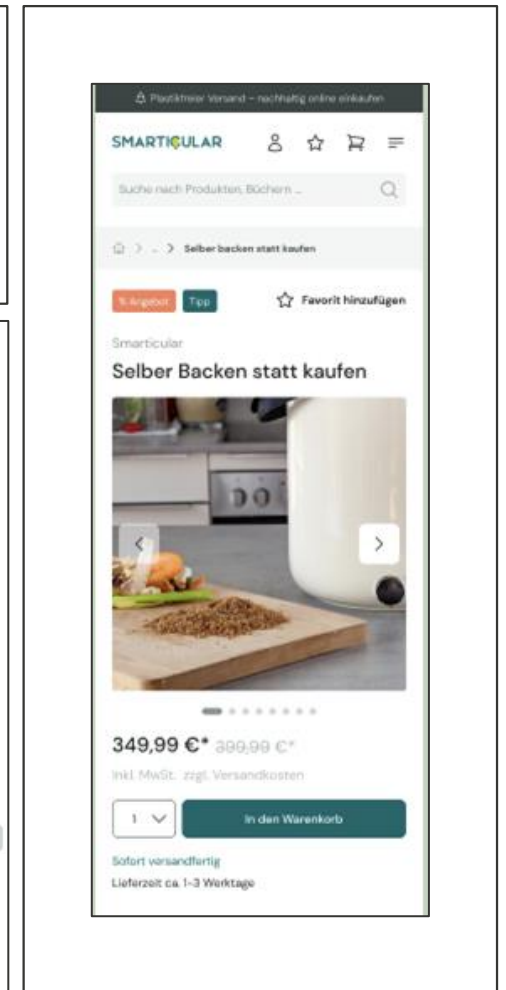 Plastikfreier Versand – nachhaltig online einkaufen
SMARTICULAR
Suche nach Produkten, Büchern ...
> .. > Selber backen statt kaufen
% Angebot Tipp Favorit hinzufügen
Smarticular
Selber Backen statt kaufen
349,99 €* 399,99 €*
Inkl. MwSt. zzgl. Versandkosten
1 In den Warenkorb
Sofort versandfertig
Lieferzeit ca. 1-3 Werktage